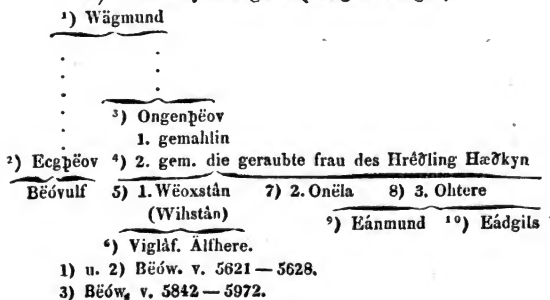 ¹) Wägmund
³) Ongenþëov
1. gemahlin
²) Ecgþëov ⁴) 2. gem. die geraubte frau des Hrêðling Hæðkyn
Bëóvulf 5) 1. Wëoxstân 7) 2. Onëla 8) 3. Ohtere
(Wihstân) ⁹) Eánmund ¹⁰) Eádgils
⁶) Viglâf. Älfhere.
1) u. 2) Bëów. v. 5621—5628.
3) Bëów. v. 5842—5972.